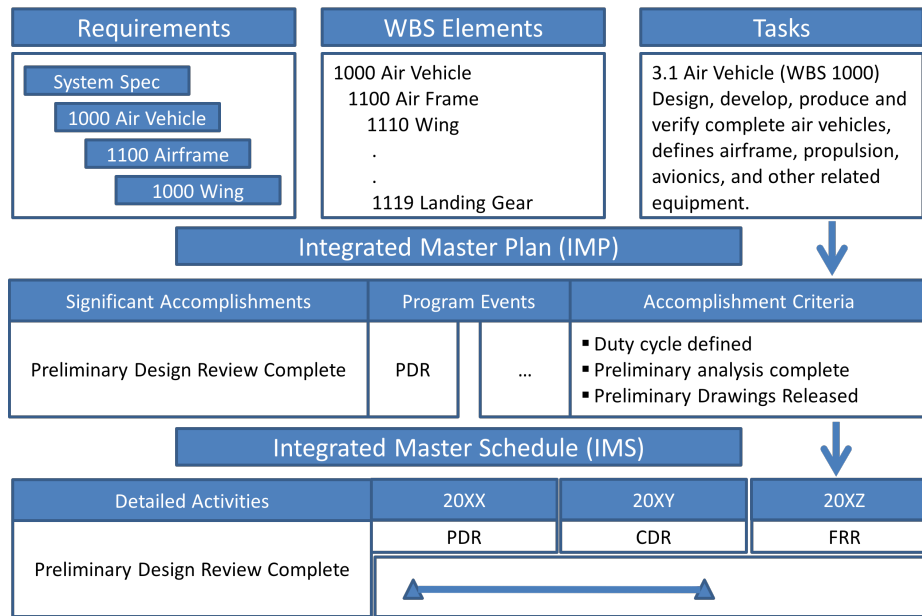 Requirements
WBS Elements
Tasks
System Spec
1000 Air Vehicle
1100 Airframe
1000 Wing
1000 Air Vehicle
1100 Air Frame
1110 Wing
.
.
1119 Landing Gear
3.1 Air Vehicle (WBS 1000)
Design, develop, produce and
verify complete air vehicles,
defines airframe, propulsion,
avionics, and other related
equipment.
Integrated Master Plan (IMP)
Significant Accomplishments
Program Events
Accomplishment Criteria
Preliminary Design Review Complete
PDR
...
▪ Duty cycle defined
▪ Preliminary analysis complete
▪ Preliminary Drawings Released
Integrated Master Schedule (IMS)
Detailed Activities
20XX
20XY
20XZ
PDR
CDR
FRR
Preliminary Design Review Complete